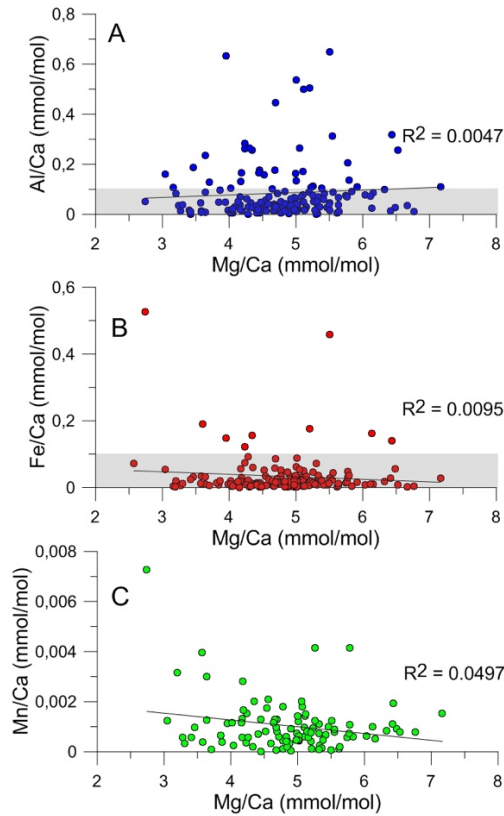 A
0,8
0,6
0,4
0,2
0
Al/Ca (mmol/mol)
R2 = 0.0047
2 3 4 5 6 7 8
Mg/Ca (mmol/mol)
B
0,6
0,4
0,2
0
Fe/Ca (mmol/mol)
R2 = 0.0095
2 3 4 5 6 7 8
Mg/Ca (mmol/mol)
C
0,008
0,006
0,004
0,002
0
Mn/Ca (mmol/mol)
R2 = 0.0497
2 3 4 5 6 7 8
Mg/Ca (mmol/mol)